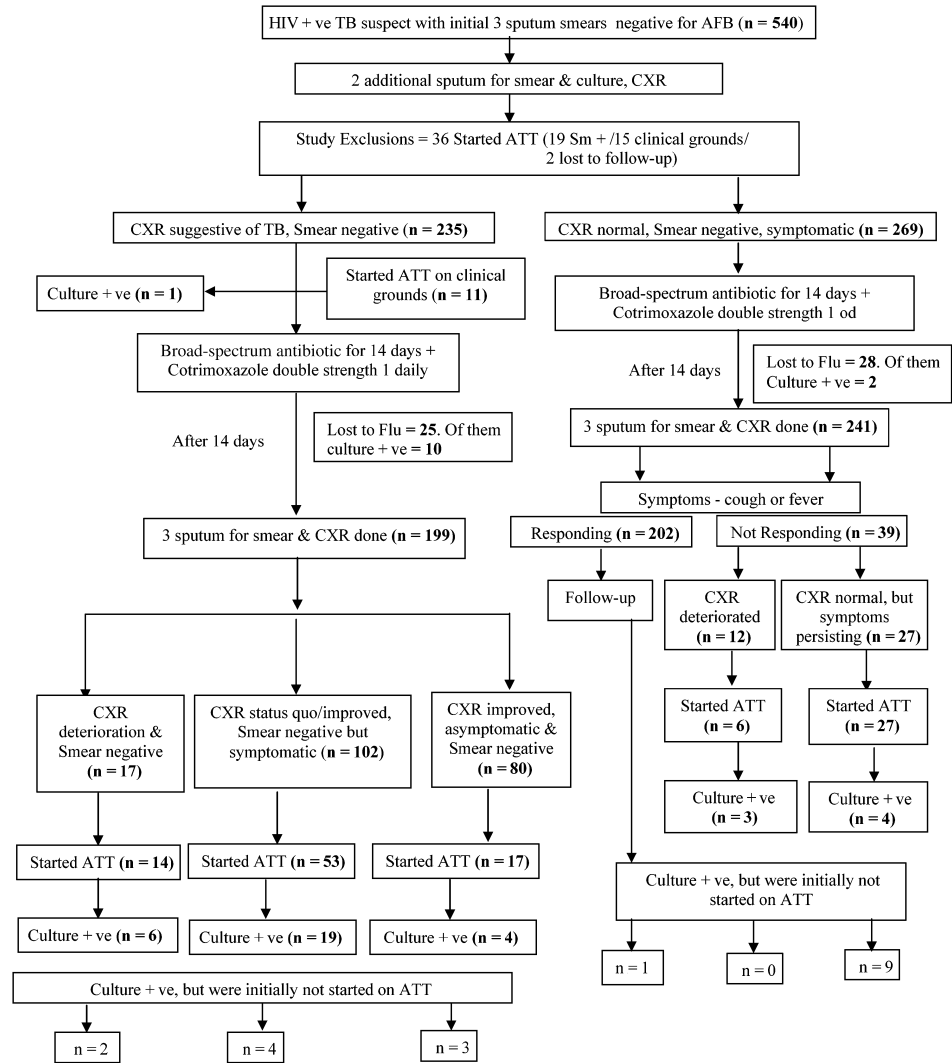 HIV + ve TB suspect with initial 3 sputum smears negative for AFB (n = 540)
2 additional sputum for smear & culture, CXR
Study Exclusions = 36 Started ATT (19 Sm + /15 clinical grounds/
2 lost to follow-up)
CXR suggestive of TB, Smear negative (n = 235)
Culture + ve (n = 1)
Started ATT on clinical
grounds (n = 11)
Broad-spectrum antibiotic for 14 days +
Cotrimoxazole double strength 1 daily
After 14 days
Lost to Flu = 25. Of them
culture + ve = 10
3 sputum for smear & CXR done (n = 199)
CXR
deterioration &
Smear negative
(n = 17)
CXR status quo/improved,
Smear negative but
symptomatic (n = 102)
CXR improved,
asymptomatic &
Smear negative
(n = 80)
Started ATT (n = 14)
Started ATT (n = 53)
Started ATT (n = 17)
Culture + ve (n = 6)
Culture + ve (n = 19)
Culture + ve (n = 4)
Culture + ve, but were initially not started on ATT
n = 2
n = 4
n = 3
CXR normal, Smear negative, symptomatic (n = 269)
Broad-spectrum antibiotic for 14 days +
Cotrimoxazole double strength 1 od
After 14 days
Lost to Flu = 28. Of them
Culture + ve = 2
3 sputum for smear & CXR done (n = 241)
Symptoms - cough or fever
Responding (n = 202)
Not Responding (n = 39)
Follow-up
CXR
deteriorated
(n = 12)
CXR normal, but
symptoms
persisting (n = 27)
Started ATT
(n = 6)
Started ATT
(n = 27)
Culture + ve
(n = 3)
Culture + ve
(n = 4)
Culture + ve, but were initially not
started on ATT
n = 1
n = 0
n = 9